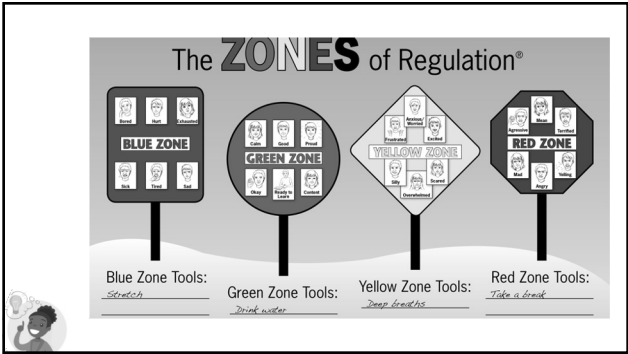 The ZONES of Regulation®
Bored Hurt Exhausted
BLUE ZONE
Sick Tired Sad
Calm Good Proud
GREEN ZONE
Okay Ready to Learn Content
Anxious/Worried
Frustrated Excited
YELLOW ZONE
Silly Scared
Overwhelmed
Mean
Aggressive Terrified
RED ZONE
Mad Yelling
Angry
Blue Zone Tools:
Stretch
Green Zone Tools:
Drink water
Yellow Zone Tools:
Deep breaths
Red Zone Tools:
Take a break